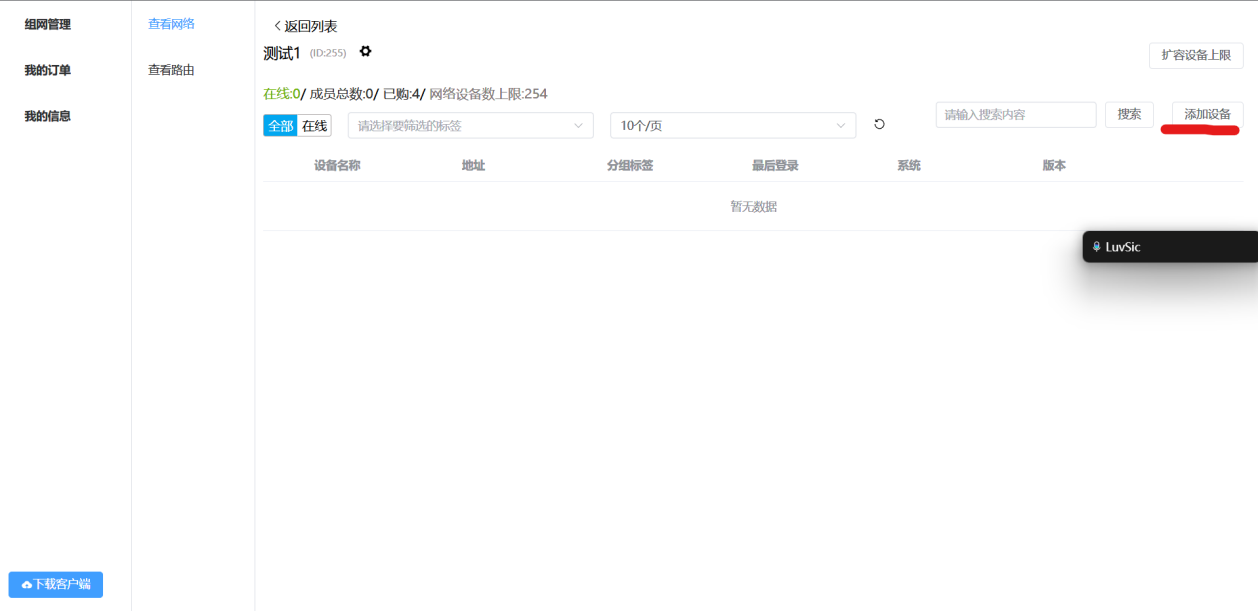 组网管理
我的订单
我的信息
下载客户端
查看网络
查看路由
返回列表
测试1 (ID:255)
扩容设备上限
在线:0/ 成员总数:0/ 已购:4/ 网络设备数上限:254
全部 在线 请选择要筛选的标签 10个/页 请输入搜索内容 搜索 添加设备
设备名称 地址 分组标签 最后登录 系统 版本
暂无数据
LuvSic